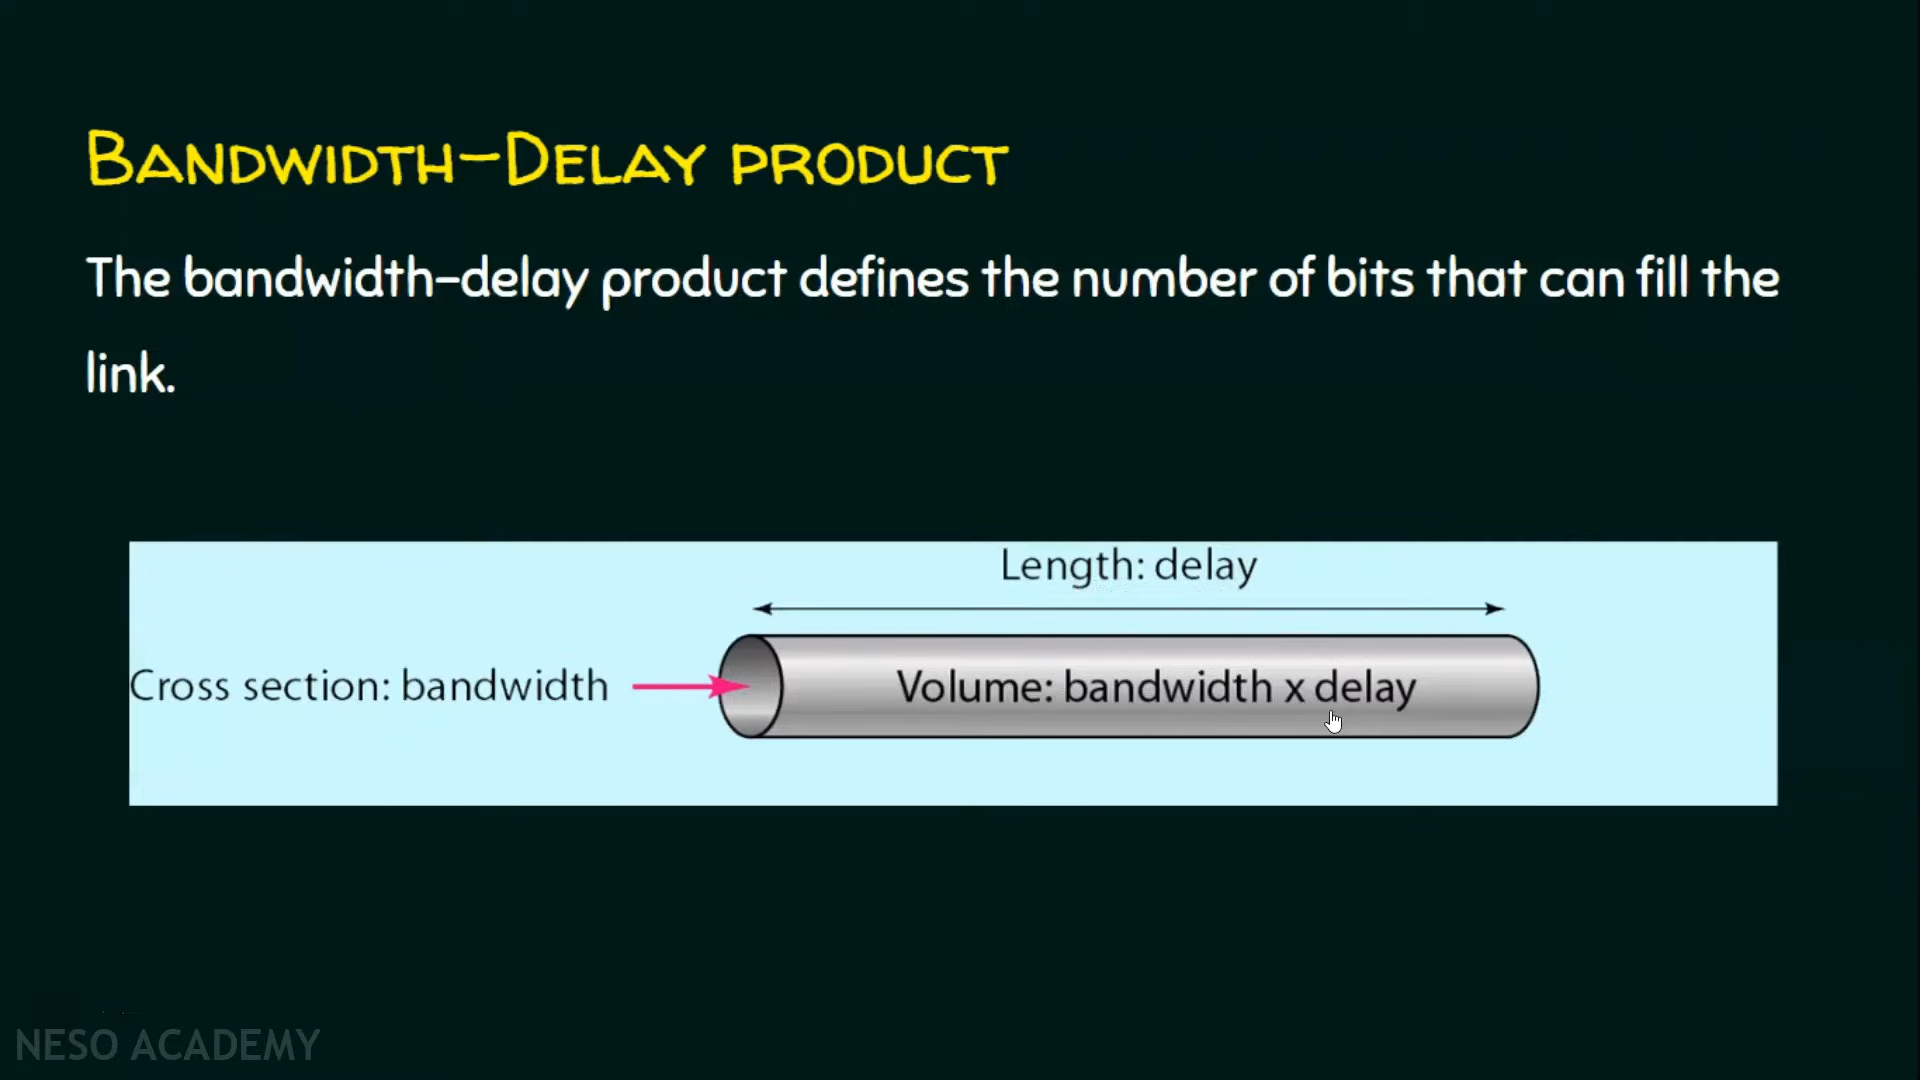 BANDWIDTH-DELAY PRODUCT
The bandwidth-delay product defines the number of bits that can fill the
link.
Length: delay
Cross section: bandwidth
Volume: bandwidth x delay
NESO ACADEMY